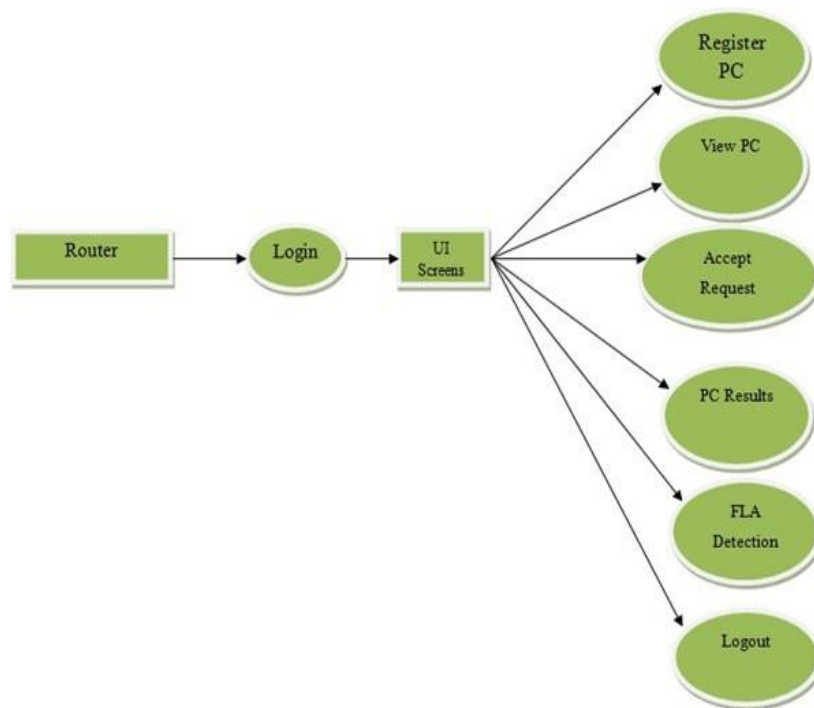 Register
PC
View PC
Router
Login
UI
Screens
Accept
Request
PC Results
FLA
Detection
Logout